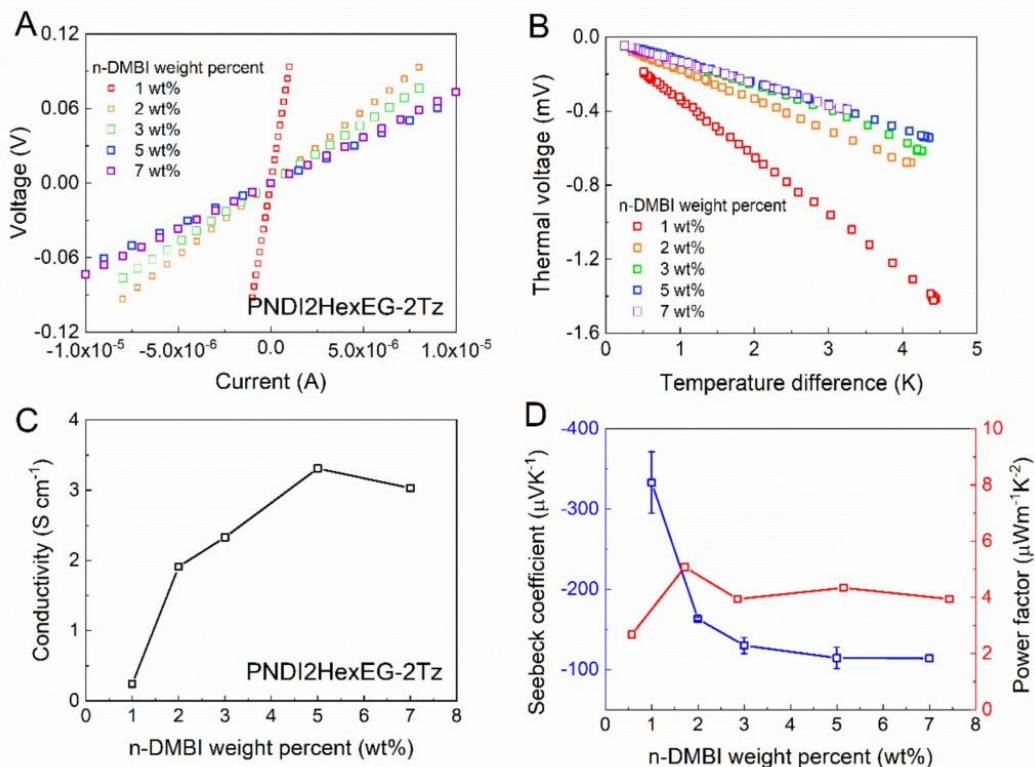 A
0.12
0.06
0.00
-0.06
-0.12
Voltage (V)
n-DMBI weight percent
1 wt%
2 wt%
3 wt%
5 wt%
7 wt%
PNDI2HexEG-2Tz
-1.0x10⁻⁵
-5.0x10⁻⁶
0.0
5.0x10⁻⁶
1.0x10⁻⁵
Current (A)
B
0.0
-0.4
-0.8
-1.2
-1.6
Thermal voltage (mV)
n-DMBI weight percent
1 wt%
2 wt%
3 wt%
5 wt%
7 wt%
0
1
2
3
4
5
Temperature difference (K)
C
4
3
2
1
0
Conductivity (S cm⁻¹)
PNDI2HexEG-2Tz
0
1
2
3
4
5
6
7
8
n-DMBI weight percent (wt%)
D
-400
-300
-200
-100
Seebeck coefficient (μVK⁻¹)
10
8
6
4
2
0
Power factor (μWm⁻¹K⁻²)
0
1
2
3
4
5
6
7
8
n-DMBI weight percent (wt%)